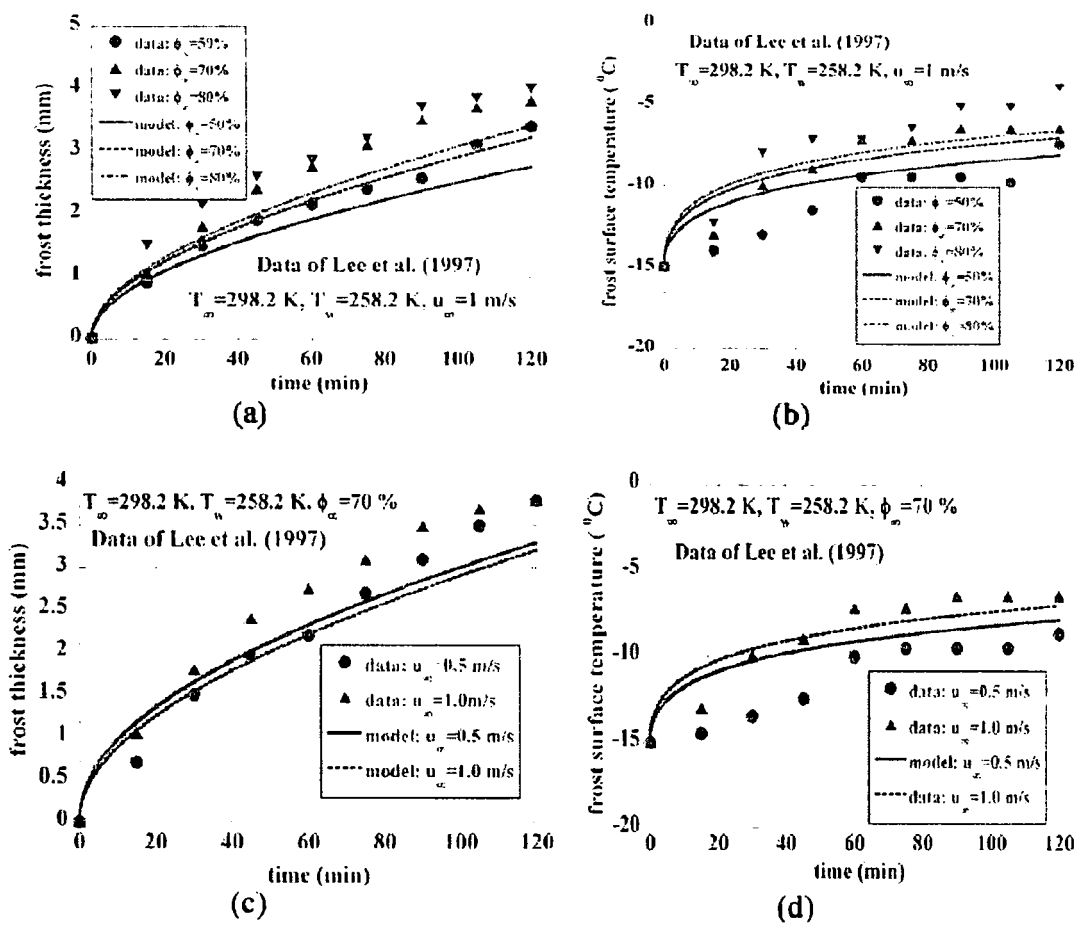 (a)
frost thickness (mm)
5
4
3
2
1
0
data: ϕ =50%
data: ϕ =70%
data: ϕ =80%
model: ϕ =50%
model: ϕ =70%
model: ϕ =80%
Data of Lee et al. (1997)
T∞=298.2 K, Tw=258.2 K, u∞=1 m/s
0 20 40 60 80 100 120
time (min)
(a)
(b)
frost surface temperature (°C)
0
-5
-10
-15
-20
Data of Lee et al. (1997)
T∞=298.2 K, Tw=258.2 K, u∞=1 m/s
data: ϕ∞=50%
data: ϕ∞=70%
data: ϕ∞=80%
model: ϕ∞=50%
model: ϕ∞=70%
model: ϕ∞=80%
0 20 40 60 80 100 120
time (min)
(b)
frost thickness (mm)
4
3.5
3
2.5
2
1.5
1
0.5
0
T∞=298.2 K, Tw=258.2 K, ϕ∞=70 %
Data of Lee et al. (1997)
data: u∞=0.5 m/s
data: u∞=1.0m/s
model: u∞=0.5 m/s
model: u∞=1.0 m/s
0 20 40 60 80 100 120
time (min)
(c)
frost surface temperature (°C)
0
-5
-10
-15
-20
T∞=298.2 K, Tw=258.2 K, ϕ∞=70 %
Data of Lee et al. (1997)
data: u∞=0.5 m/s
data: u∞=1.0 m/s
model: u∞=0.5 m/s
data: u∞=1.0 m/s
0 20 40 60 80 100 120
time (min)
(d)